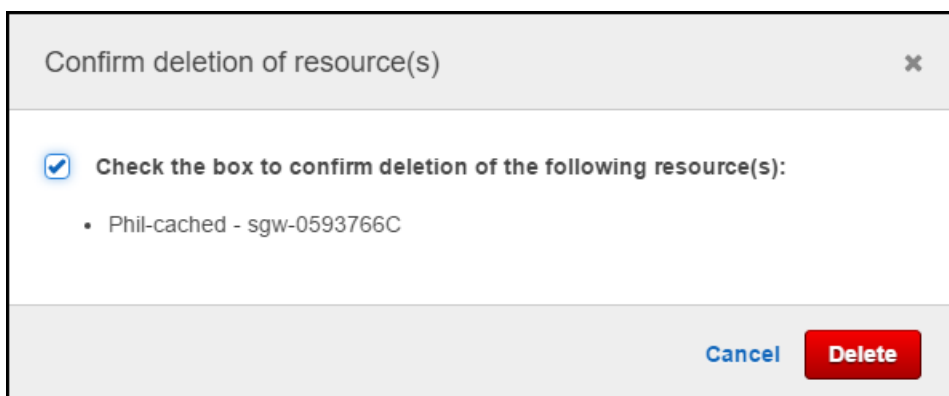 Confirm deletion of resource(s)
Check the box to confirm deletion of the following resource(s):
• Phil-cached - sgw-0593766C
Cancel Delete